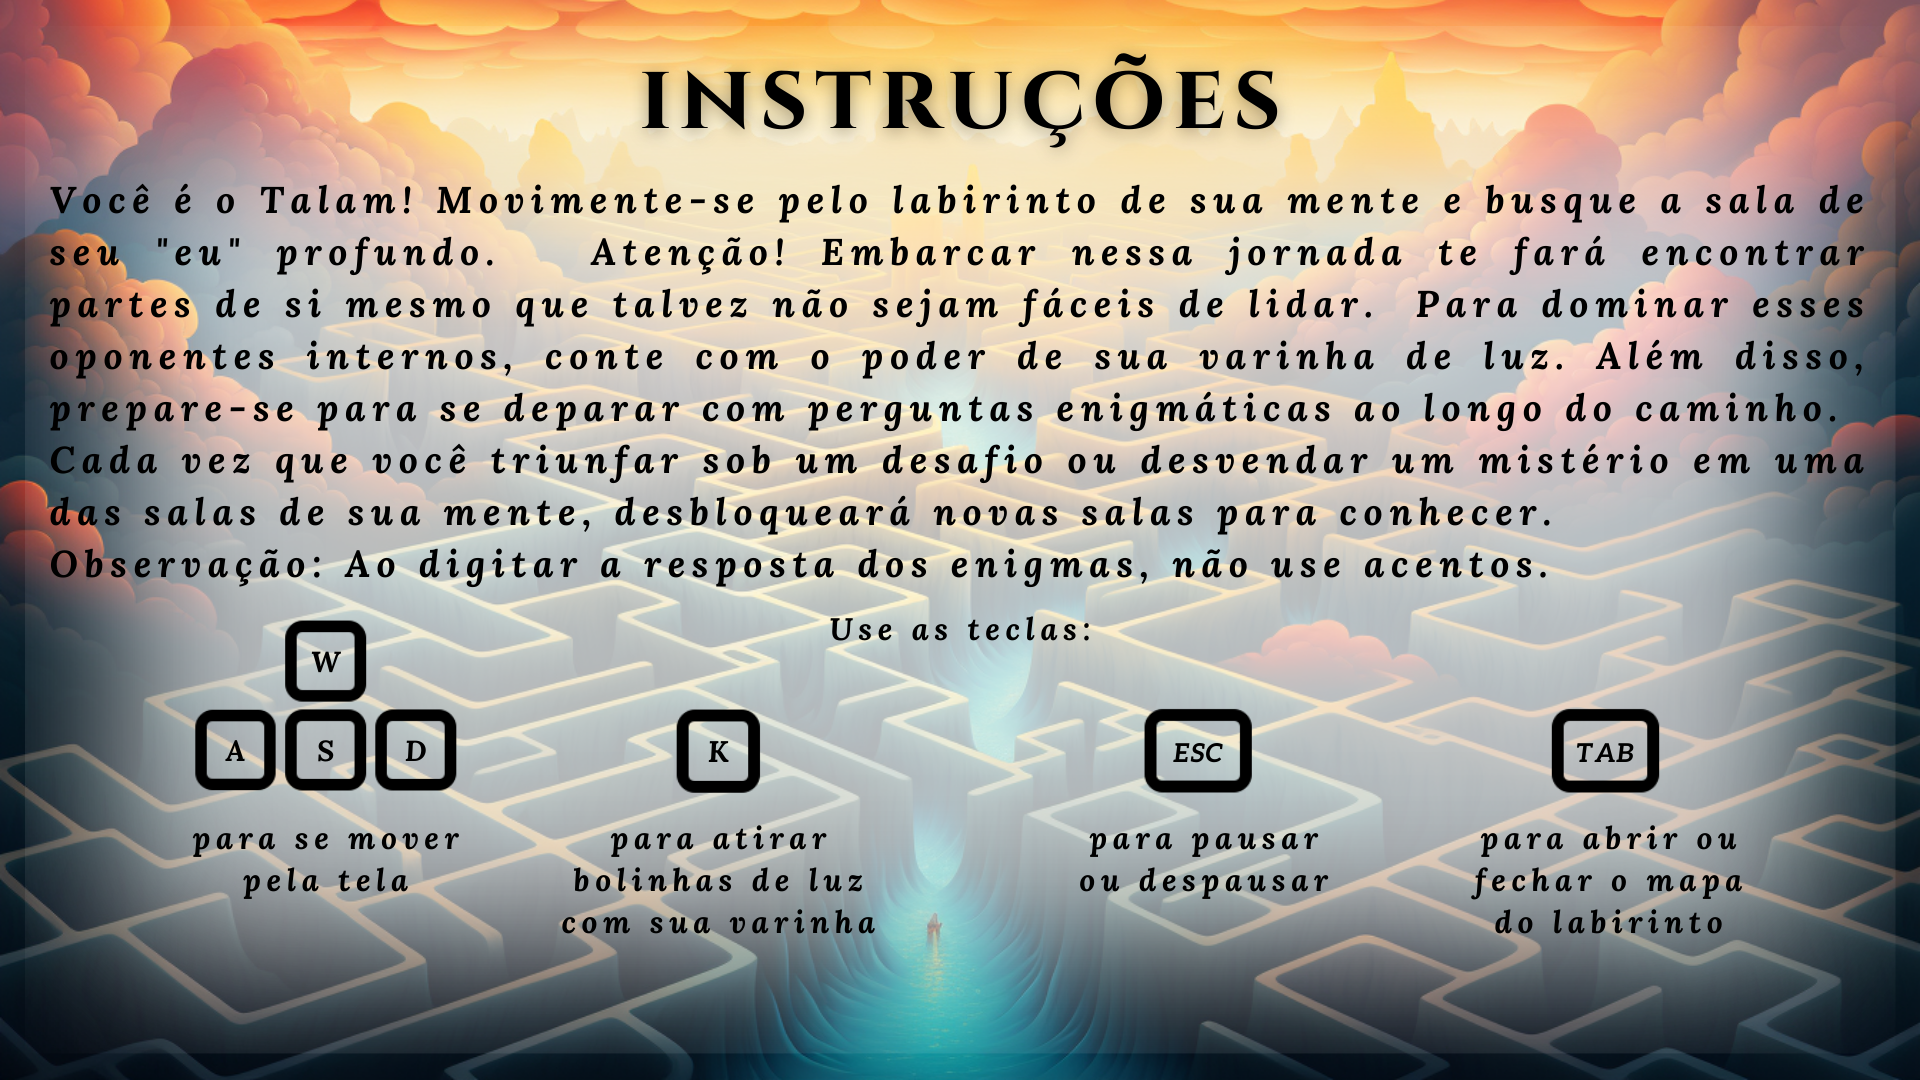 INSTRUÇÕES
Você é o Talam! Movimente-se pelo labirinto de sua mente e busque a sala de
seu "eu" profundo. Atenção! Embarcar nessa jornada te fará encontrar
partes de si mesmo que talvez não sejam fáceis de lidar. Para dominar esses
oponentes internos, conte com o poder de sua varinha de luz. Além disso,
prepare-se para se deparar com perguntas enigmáticas ao longo do caminho.
Cada vez que você triunfar sob um desafio ou desvendar um mistério em uma
das salas de sua mente, desbloqueará novas salas para conhecer.
Observação: Ao digitar a resposta dos enigmas, não use acentos.
Use as teclas:
W
A S D
para se mover
pela tela
K
para atirar
bolinhas de luz
com sua varinha
ESC
para pausar
ou despausar
TAB
para abrir ou
fechar o mapa
do labirinto